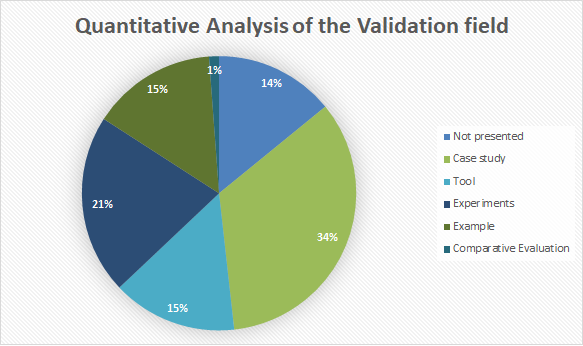 Quantitative Analysis of the Validation field
1%
14%
15%
21%
34%
15%
Not presented
Case study
Tool
Experiments
Example
Comparative Evaluation